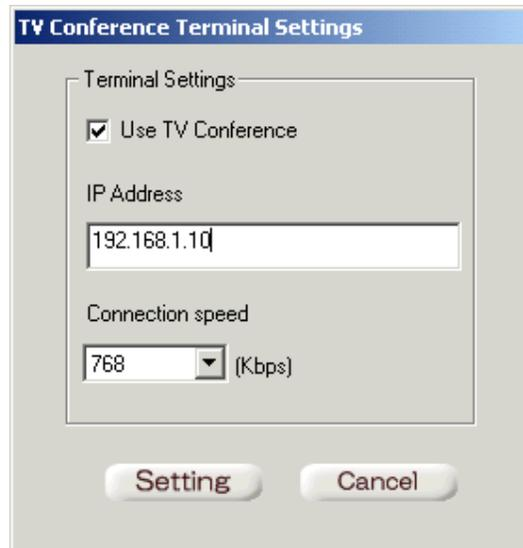 TV Conference Terminal Settings
Terminal Settings
Use TV Conference
IP Address
192.168.1.10
Connection speed
768 (Kbps)
Setting Cancel